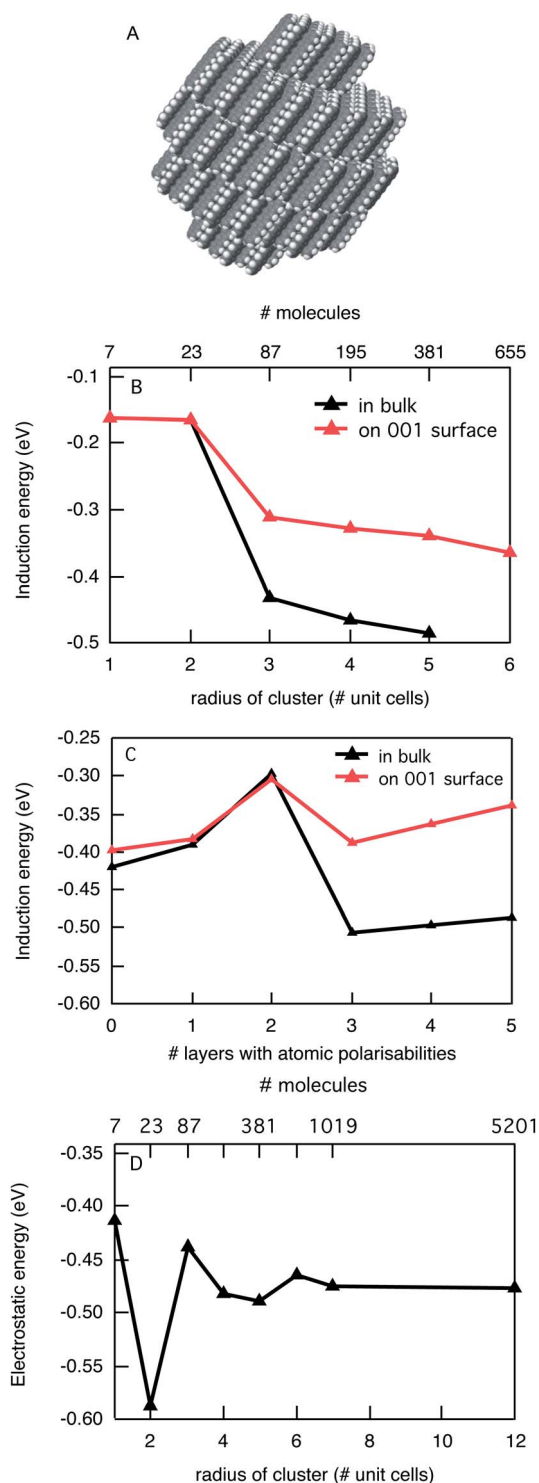 A
# molecules
7 23 87 195 381 655
B
in bulk
on 001 surface
-0.1
-0.2
-0.3
-0.4
-0.5
Induction energy (eV)
1 2 3 4 5 6
radius of cluster (# unit cells)
C
in bulk
on 001 surface
-0.25
-0.30
-0.35
-0.40
-0.45
-0.50
-0.55
-0.60
Induction energy (eV)
0 1 2 3 4 5
# layers with atomic polarisabilities
# molecules
7 23 87 381 1019 5201
D
-0.35
-0.40
-0.45
-0.50
-0.55
-0.60
Electrostatic energy (eV)
2 4 6 8 10 12
radius of cluster (# unit cells)